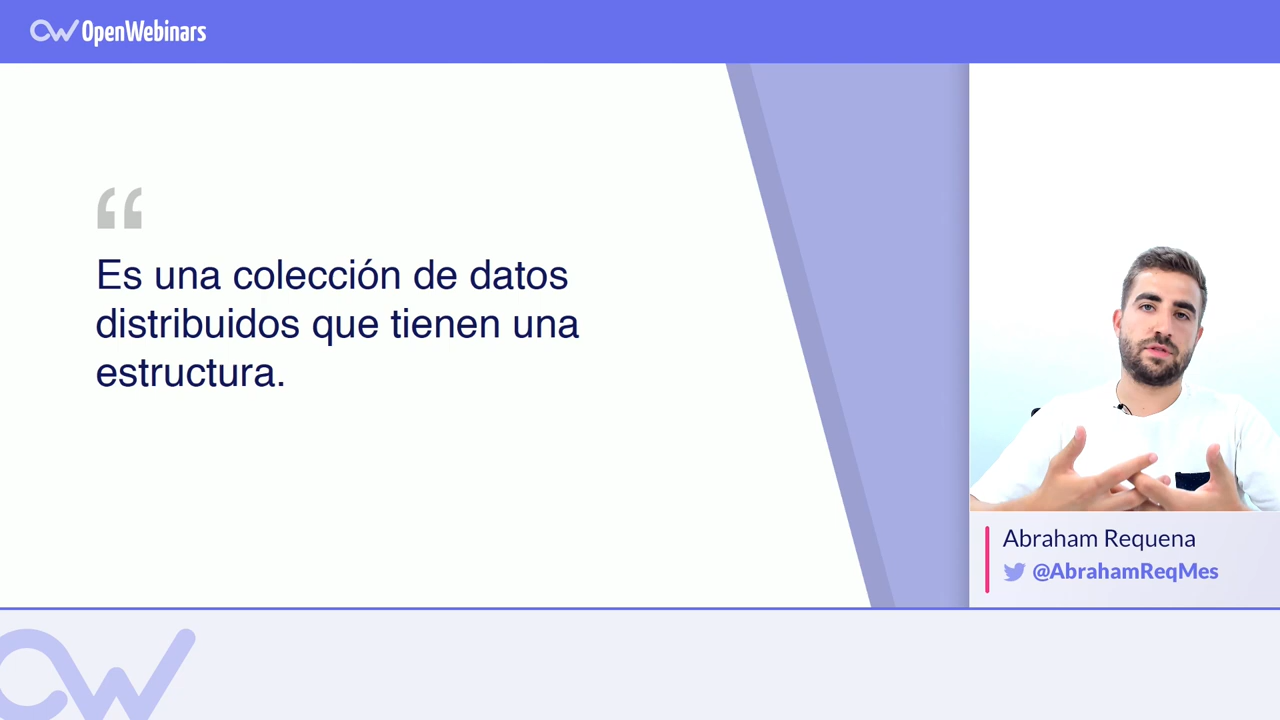 OpenWebinars
“
Es una colección de datos
distribuidos que tienen una
estructura.
Abraham Requena
@AbrahamReqMes